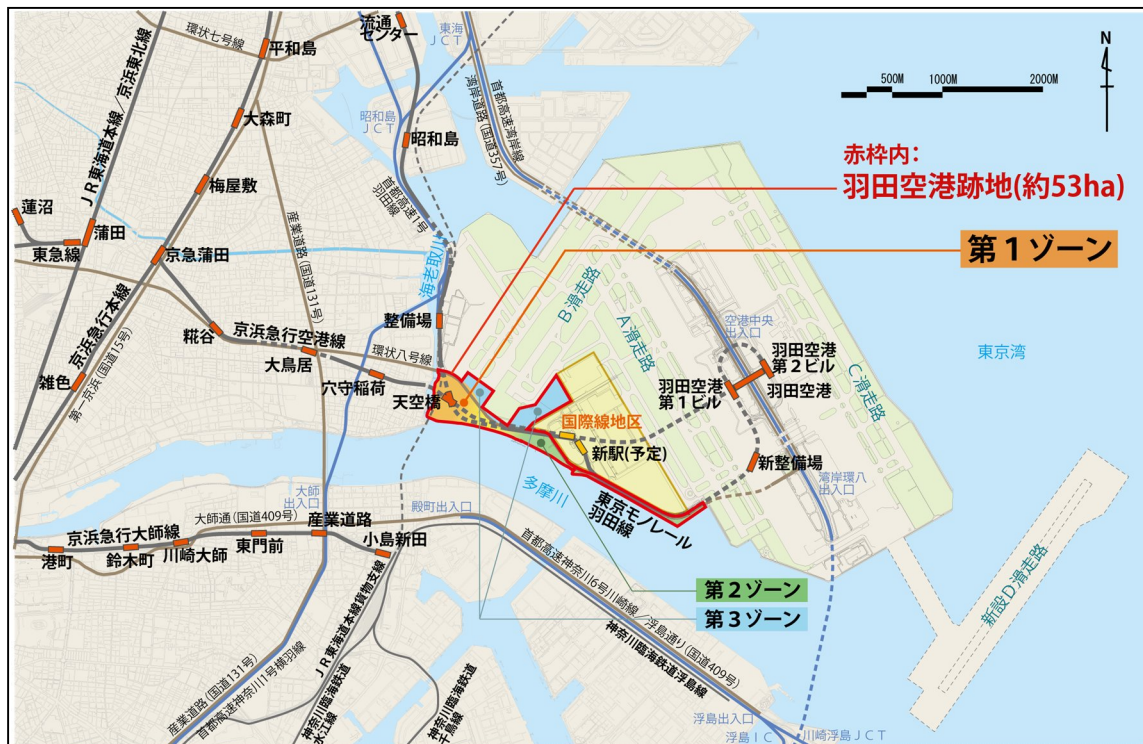 環状七号線
平和島
流通
センター
東海
JCT
N
500M
1000M
2000M
JR東海道本線/京浜東北線
大森町
昭和島
JCT
昭和島
首都高速湾岸線
湾岸道路(国道357号)
赤枠内:
羽田空港跡地(約53ha)
梅屋敷
首都高速1号
羽田線
産業道路(国道131号)
蓮沼
蒲田
東急線
京急蒲田
海老取川
第1ゾーン
B滑走路
A滑走路
C滑走路
空港中央
出入口
東京湾
京浜急行本線
第一京浜(国道15号)
糀谷
京浜急行空港線
整備場
環状八号線
大鳥居
雑色
穴守稲荷
天空橋
羽田空港
第2ビル
羽田空港
第1ビル
羽田空港
国際線地区
新駅(予定)
新整備場
湾岸環八
出入口
多摩川
東京モノレール
羽田線
大師
出入口
殿町出入口
大師通(国道409号)
産業道路
京浜急行大師線
港町
鈴木町
川崎大師
東門前
小島新田
首都高速神奈川6号川崎線/浮島通り(国道409号)
神奈川臨海鉄道浮島線
第2ゾーン
第3ゾーン
新設D滑走路
産業道路(国道131号)
首都高速神奈川1号横羽線
JR東海道本線貨物支線
神奈川臨海鉄道
水江線
神奈川臨海鉄道
千鳥線
浮島出入口
浮島IC
川崎浮島JCT